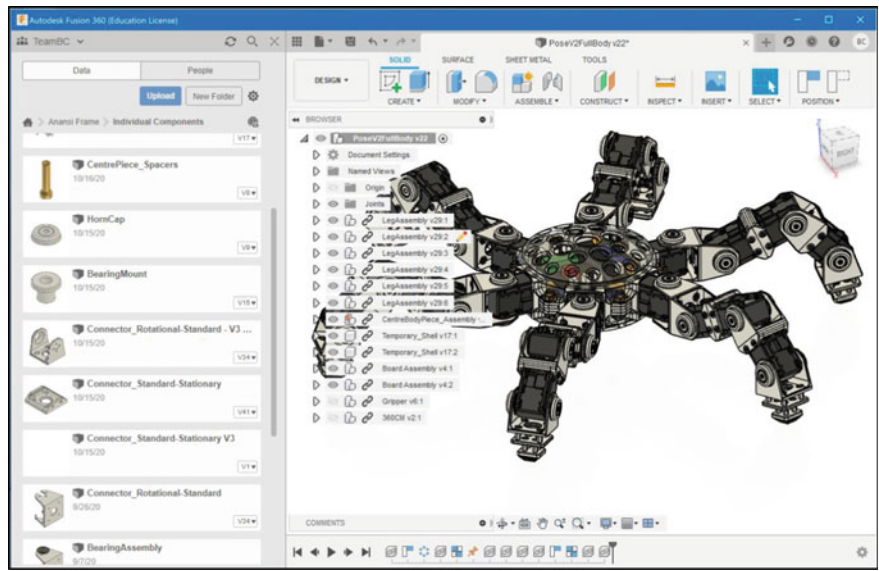 Autodesk Fusion 360 (Education License)
TeamBC
PoseV2FullBody v22*
BC
Data People
Upload New Folder
Anansi Frame > Individual Components
V17
CentrePiece_Spacers
10/16/20
V8
HornCap
10/15/20
V9
BearingMount
10/15/20
V16
Connector_Rotational-Standard - V3 ...
10/15/20
V24
Connector_Standard-Stationary
10/15/20
V41
Connector_Standard-Stationary V3
10/15/20
V1
Connector_Rotational-Standard
9/26/20
V24
BearingAssembly
9/7/20
SOLID SURFACE SHEET METAL TOOLS
DESIGN
CREATE MODIFY ASSEMBLE CONSTRUCT INSPECT INSERT SELECT POSITION
BROWSER
PoseV2FullBody v22
Document Settings
Named Views
Origin
Joints
LegAssembly v29:1
LegAssembly v29:2
LegAssembly v29:3
LegAssembly v29:4
LegAssembly v29:5
LegAssembly v29:6
CentreBodyPiece_Assembly
Temporary_Shell v17:1
Temporary_Shell v17:2
Board Assembly v4:1
Board Assembly v4:2
Gripper v6:1
360CM v2:1
Z
RIGHT
COMMENTS